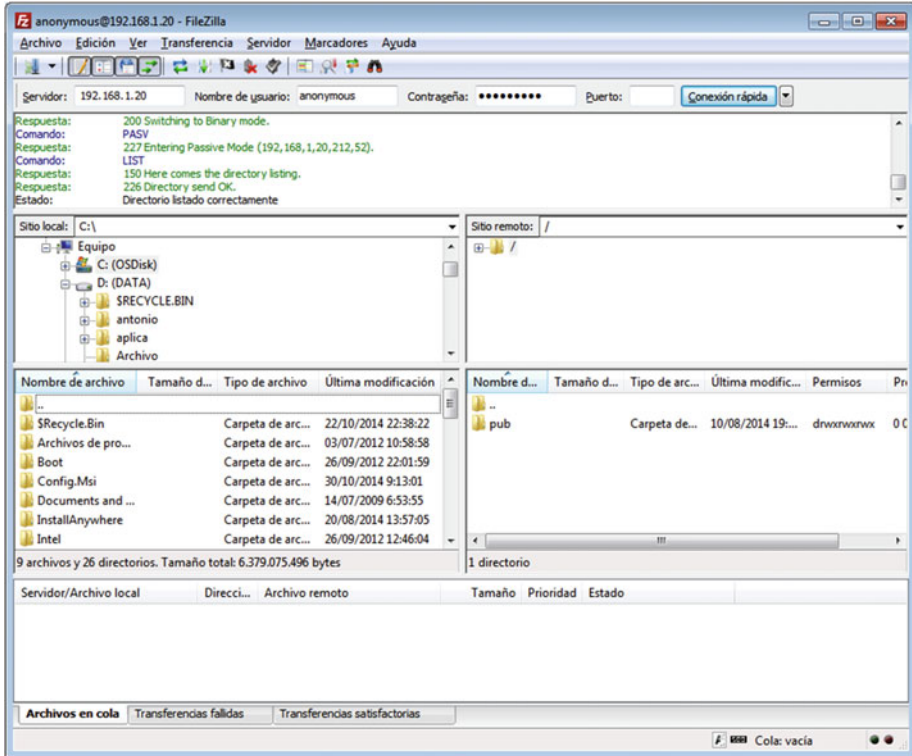 anonymous@192.168.1.20 - FileZilla
Archivo Edición Ver Transferencia Servidor Marcadores Ayuda
Servidor: 192.168.1.20 Nombre de usuario: anonymous Contraseña: ●●●●●●●●● Puerto: Conexión rápida
Respuesta: 200 Switching to Binary mode.
Comando: PASV
Respuesta: 227 Entering Passive Mode (192,168,1,20,212,52).
Comando: LIST
Respuesta: 150 Here comes the directory listing.
Respuesta: 226 Directory send OK.
Estado: Directorio listado correctamente
Sitio local: C:\ Sitio remoto: /
Equipo
C: (OSDisk)
D: (DATA)
$RECYCLE.BIN
antonio
aplica
Archivo
/
Nombre de archivo Tamaño d... Tipo de archivo Última modificación
..
$Recycle.Bin Carpeta de arc... 22/10/2014 22:38:22
Archivos de pro... Carpeta de arc... 03/07/2012 10:58:58
Boot Carpeta de arc... 26/09/2012 22:01:59
Config.Msi Carpeta de arc... 30/10/2014 9:13:01
Documents and ... Carpeta de arc... 14/07/2009 6:53:55
InstallAnywhere Carpeta de arc... 20/08/2014 13:57:05
Intel Carpeta de arc... 26/09/2012 12:46:04
9 archivos y 26 directorios. Tamaño total: 6.379.075.496 bytes
Nombre d... Tamaño d... Tipo de arc... Última modific... Permisos Pr
..
pub Carpeta de... 10/08/2014 19:... drwxrwxrwx 0 0
1 directorio
Servidor/Archivo local Direcci... Archivo remoto Tamaño Prioridad Estado
Archivos en cola Transferencias fallidas Transferencias satisfactorias
Cola: vacía